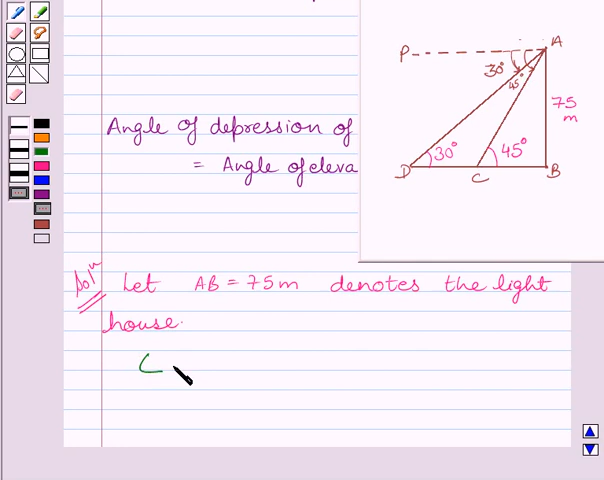 P
A
30°
45°
75
m
30°
45°
D
C
B
Angle of depression of
= Angle of eleva
Solⁿ Let AB = 75m denotes the light
house.
C